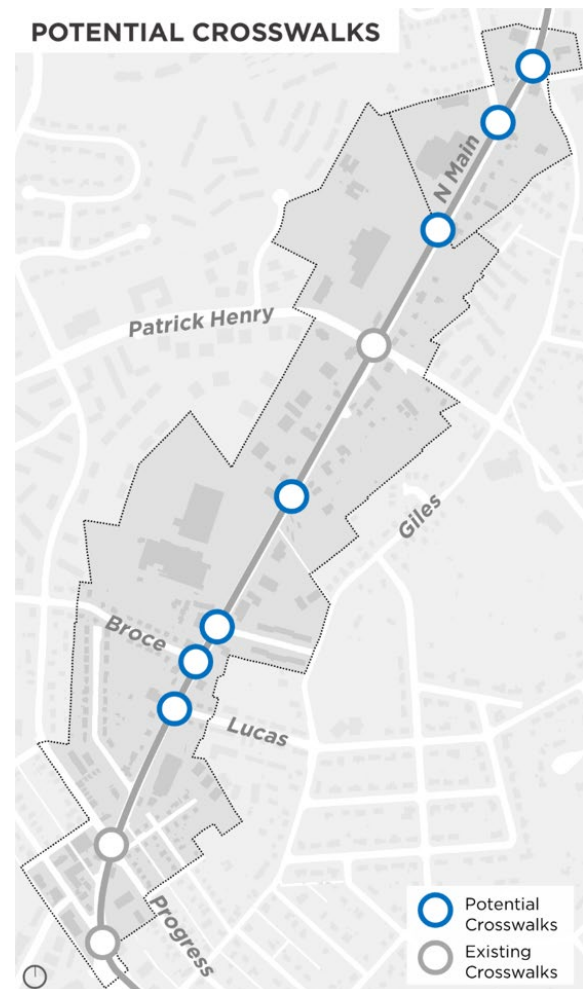 POTENTIAL CROSSWALKS
N Main
Patrick Henry
Giles
Broce
Lucas
Progress
Potential
Crosswalks
Existing
Crosswalks